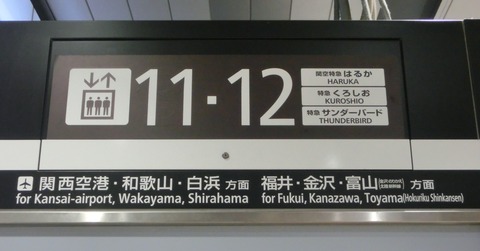 11・12
関空特急 はるか
HARUKA
特急 くろしお
KUROSHIO
特急 サンダーバード
THUNDERBIRD
関西空港・和歌山・白浜 方面
for Kansai-airport, Wakayama, Shirahama
福井・金沢・富山 方面
for Fukui, Kanazawa, Toyama(Hokuriku Shinkansen)